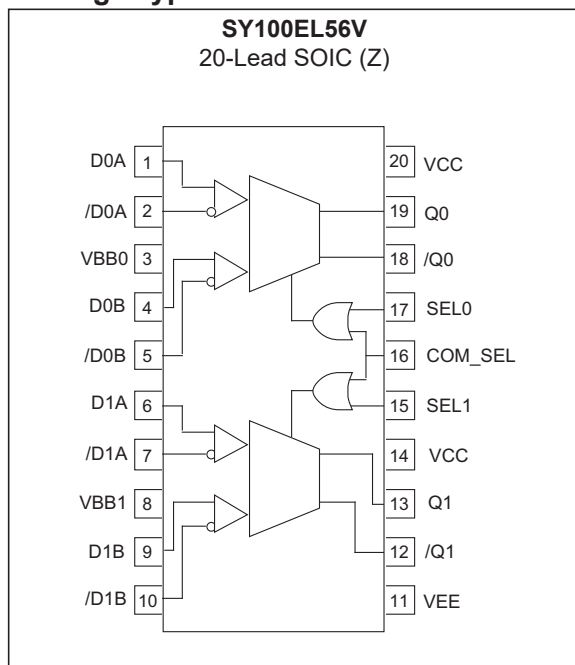 SY100EL56V
20-Lead SOIC (Z)
D0A 1 20 VCC
/D0A 2 19 Q0
VBB0 3 18 /Q0
D0B 4 17 SEL0
/D0B 5 16 COM_SEL
D1A 6 15 SEL1
/D1A 7 14 VCC
VBB1 8 13 Q1
D1B 9 12 /Q1
/D1B 10 11 VEE